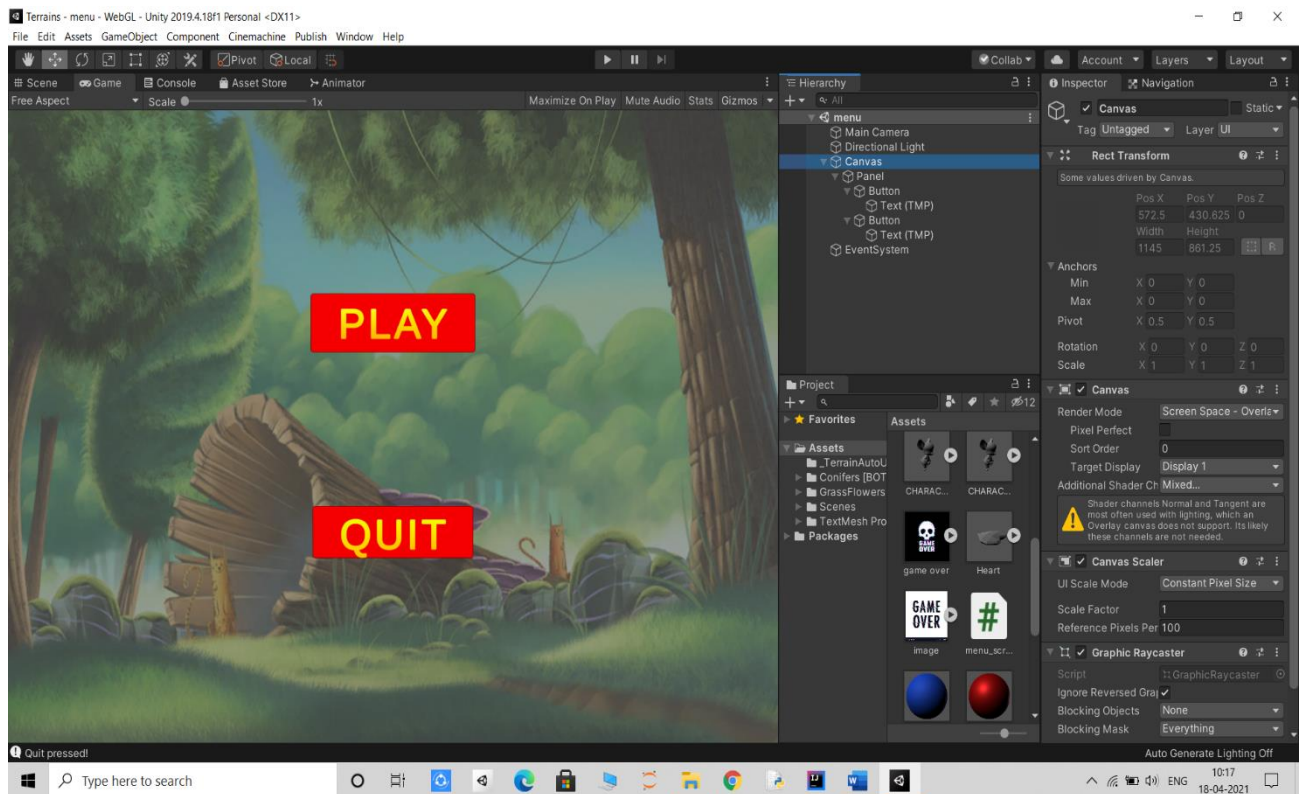 Terrains - menu - WebGL - Unity 2019.4.18f1 Personal <DX11>
File Edit Assets GameObject Component Cinemachine Publish Window Help
Pivot Local Collab Account Layers Layout
Scene Game Console Asset Store Animator
Free Aspect Scale 1x Maximize On Play Mute Audio Stats Gizmos
PLAY
QUIT
Hierarchy
All
menu
Main Camera
Directional Light
Canvas
Panel
Button
Text (TMP)
Button
Text (TMP)
EventSystem
Project
12
Favorites
Assets
_TerrainAutoU
Conifers [BOT
GrassFlowers
Scenes
TextMesh Pro
Packages
Assets
CHARAC... CHARAC...
GAME OVER
game over Heart
GAME
OVER
#
image menu_scr...
Inspector Navigation
Canvas Static
Tag Untagged Layer UI
Rect Transform
Some values driven by Canvas.
Pos X Pos Y Pos Z
572.5 430.625 0
Width Height
1145 861.25 R
Anchors
Min X 0 Y 0
Max X 0 Y 0
Pivot X 0.5 Y 0.5
Rotation X 0 Y 0 Z 0
Scale X 1 Y 1 Z 1
Canvas
Render Mode Screen Space - Overla
Pixel Perfect
Sort Order 0
Target Display Display 1
Additional Shader Ch Mixed...
Shader channels Normal and Tangent are
most often used with lighting, which an
Overlay canvas does not support. Its likely
these channels are not needed.
Canvas Scaler
UI Scale Mode Constant Pixel Size
Scale Factor 1
Reference Pixels Per 100
Graphic Raycaster
Script GraphicRaycaster
Ignore Reversed Grap
Blocking Objects None
Blocking Mask Everything
Quit pressed! Auto Generate Lighting Off
Type here to search
ENG
10:17
18-04-2021